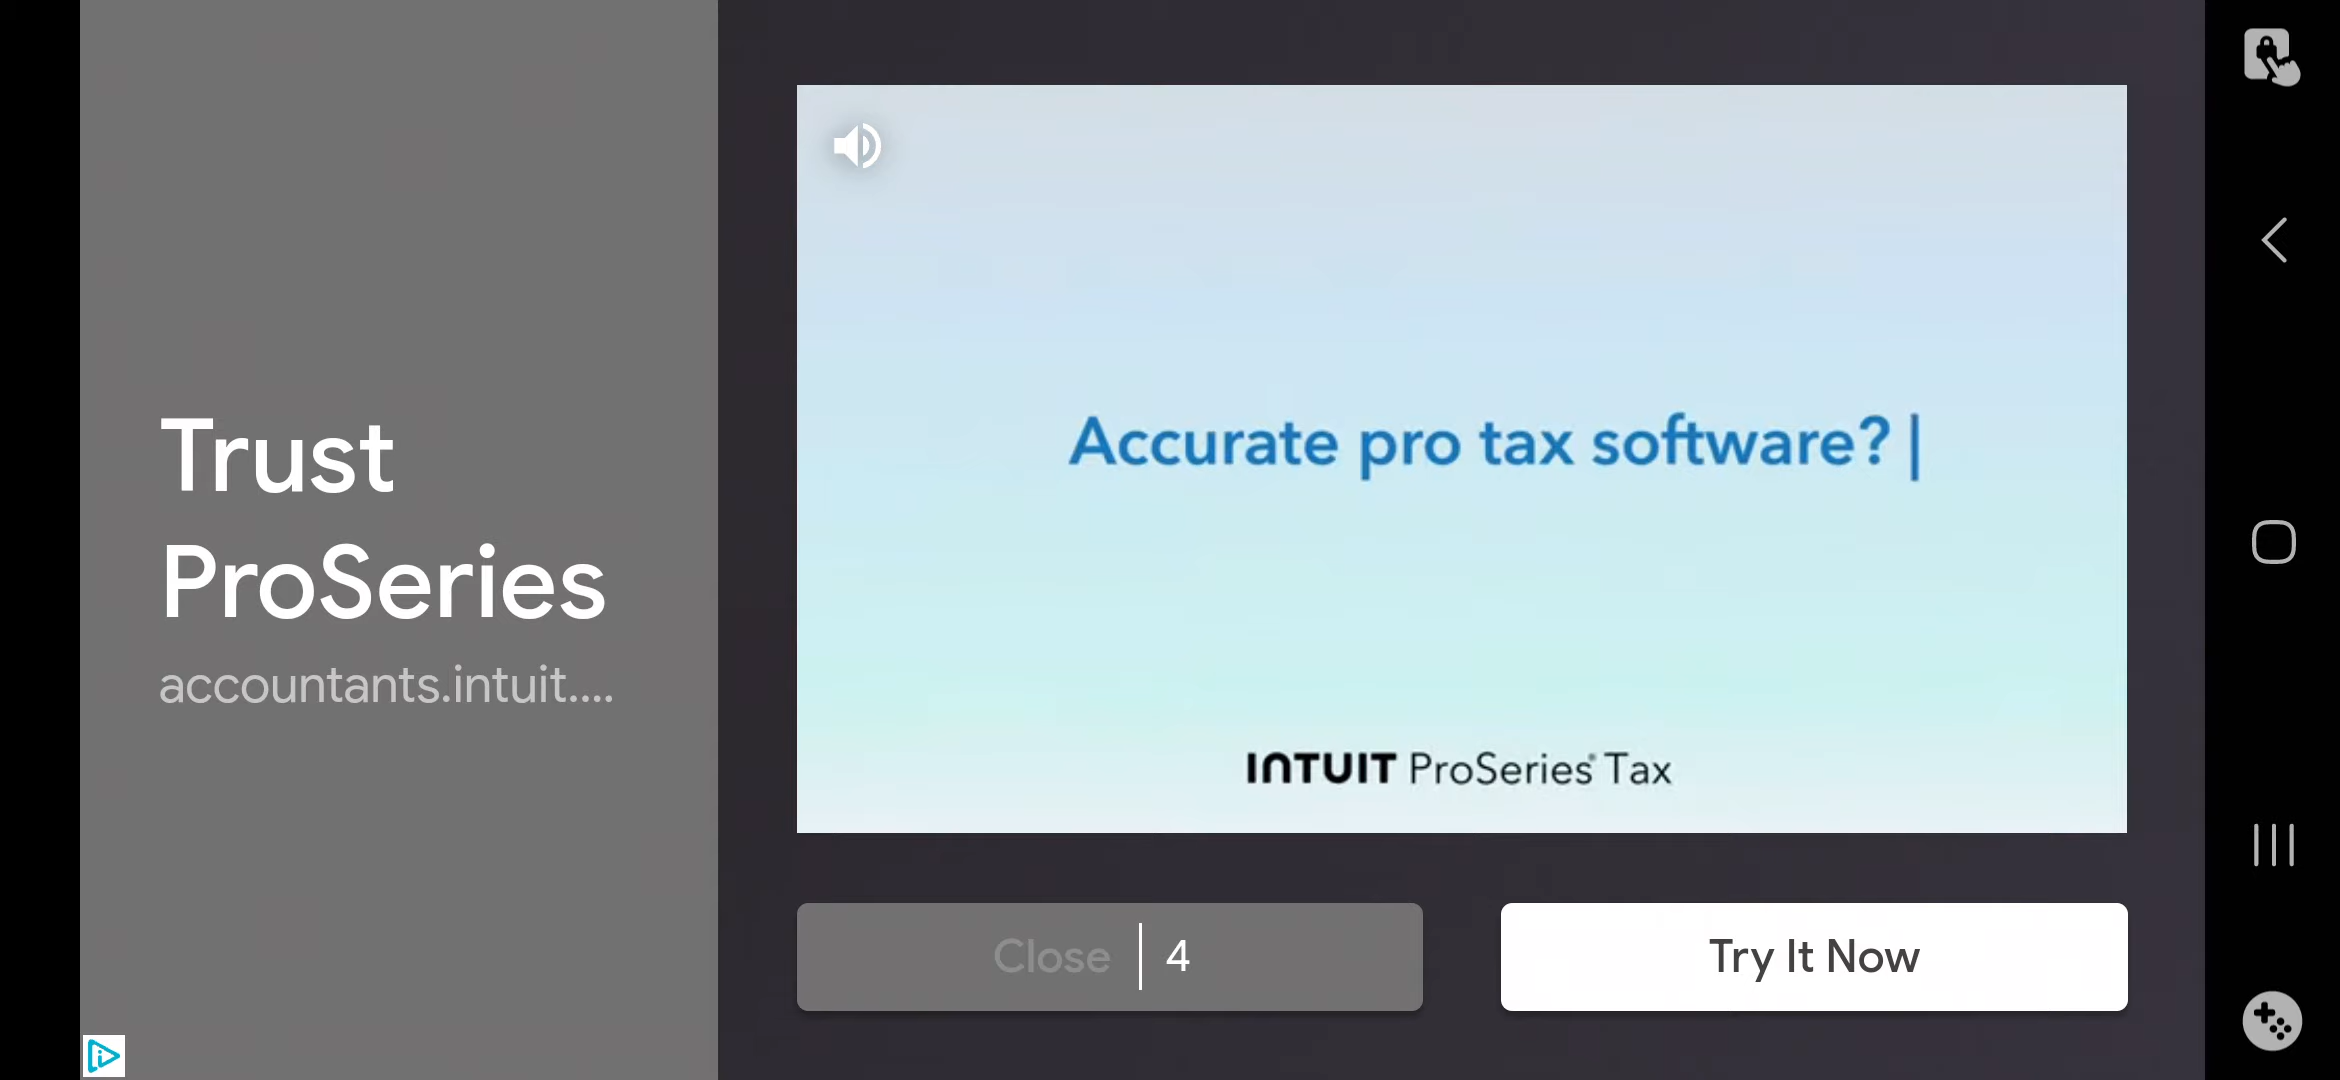 Trust
ProSeries
accountants.intuit....
Accurate pro tax software? |
INTUIT ProSeries® Tax
Close | 4
Try It Now